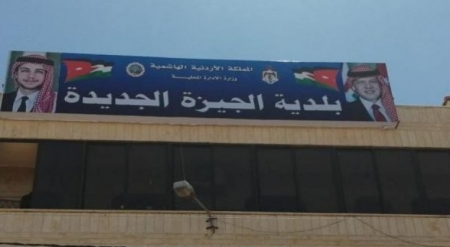 المملكة الأردنية الهاشمية
وزارة الإدارة المحلية
بلدية الجيزة الجديدة